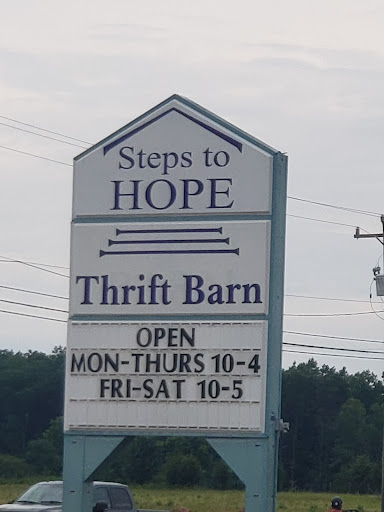 Steps to
HOPE
Thrift Barn
OPEN
MON-THURS 10-4
FRI-SAT 10-5